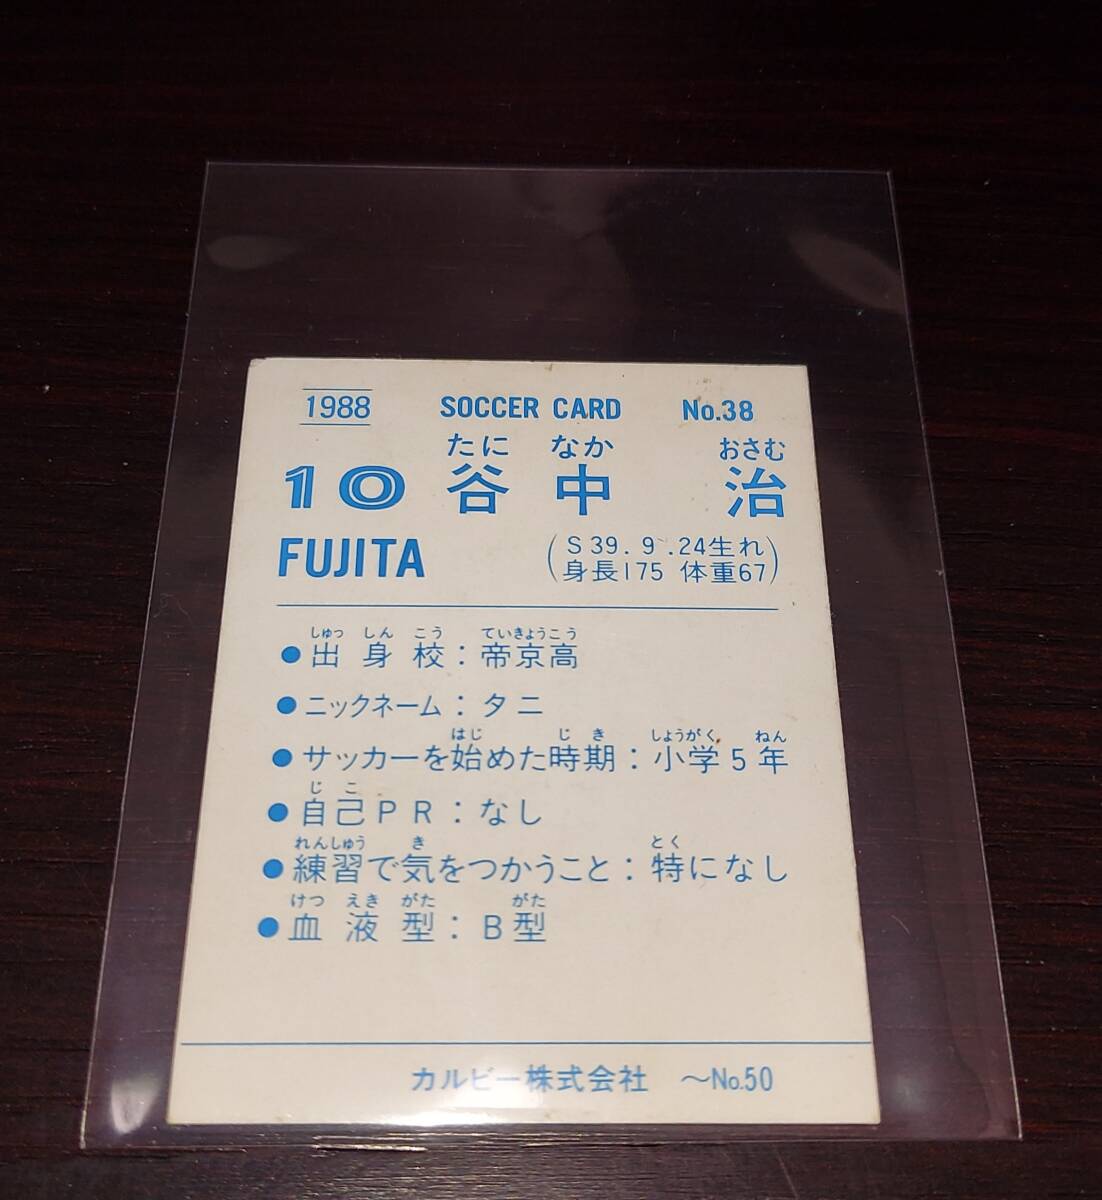 1988 SOCCER CARD No.38
たに なか おさむ
10 谷中 治
FUJITA
(S39.9.24生れ
身長175 体重67)
しゅっ しん こう ていきょうこう
●出身校：帝京高
●ニックネーム：タニ
はじ じき しょうがく ねん
●サッカーを始めた時期：小学5年
じこ
●自己PR：なし
れんしゅう き とく
●練習で気をつかうこと：特になし
けつ えき がた がた
●血液型：B型
カルビー株式会社 ～No.50